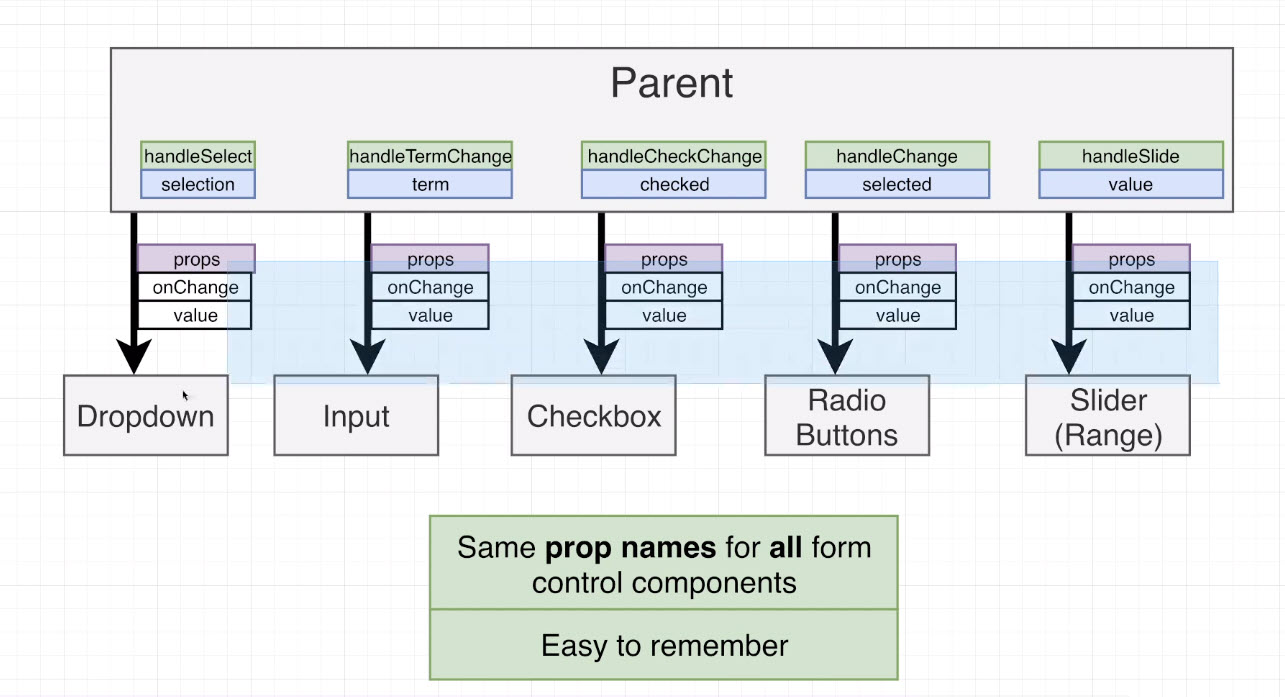 Parent
handleSelect
selection
handleTermChange
term
handleCheckChange
checked
handleChange
selected
handleSlide
value
props
onChange
value
props
onChange
value
props
onChange
value
props
onChange
value
props
onChange
value
Dropdown
Input
Checkbox
Radio
Buttons
Slider
(Range)
Same prop names for all form
control components
Easy to remember